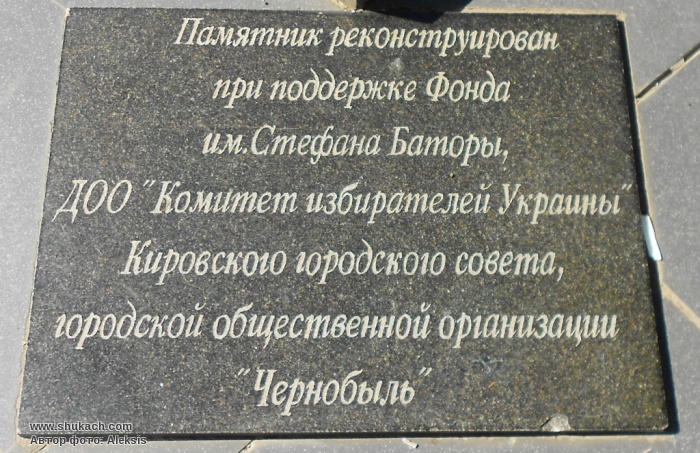 Памятник реконструирован
при поддержке Фонда
им.Стефана Баторы,
ДОО "Комитет избирателей Украины"
Кировского городского совета,
городской общественной организации
"Чернобыль"
www.shukach.com
Автор фото: Aleksis